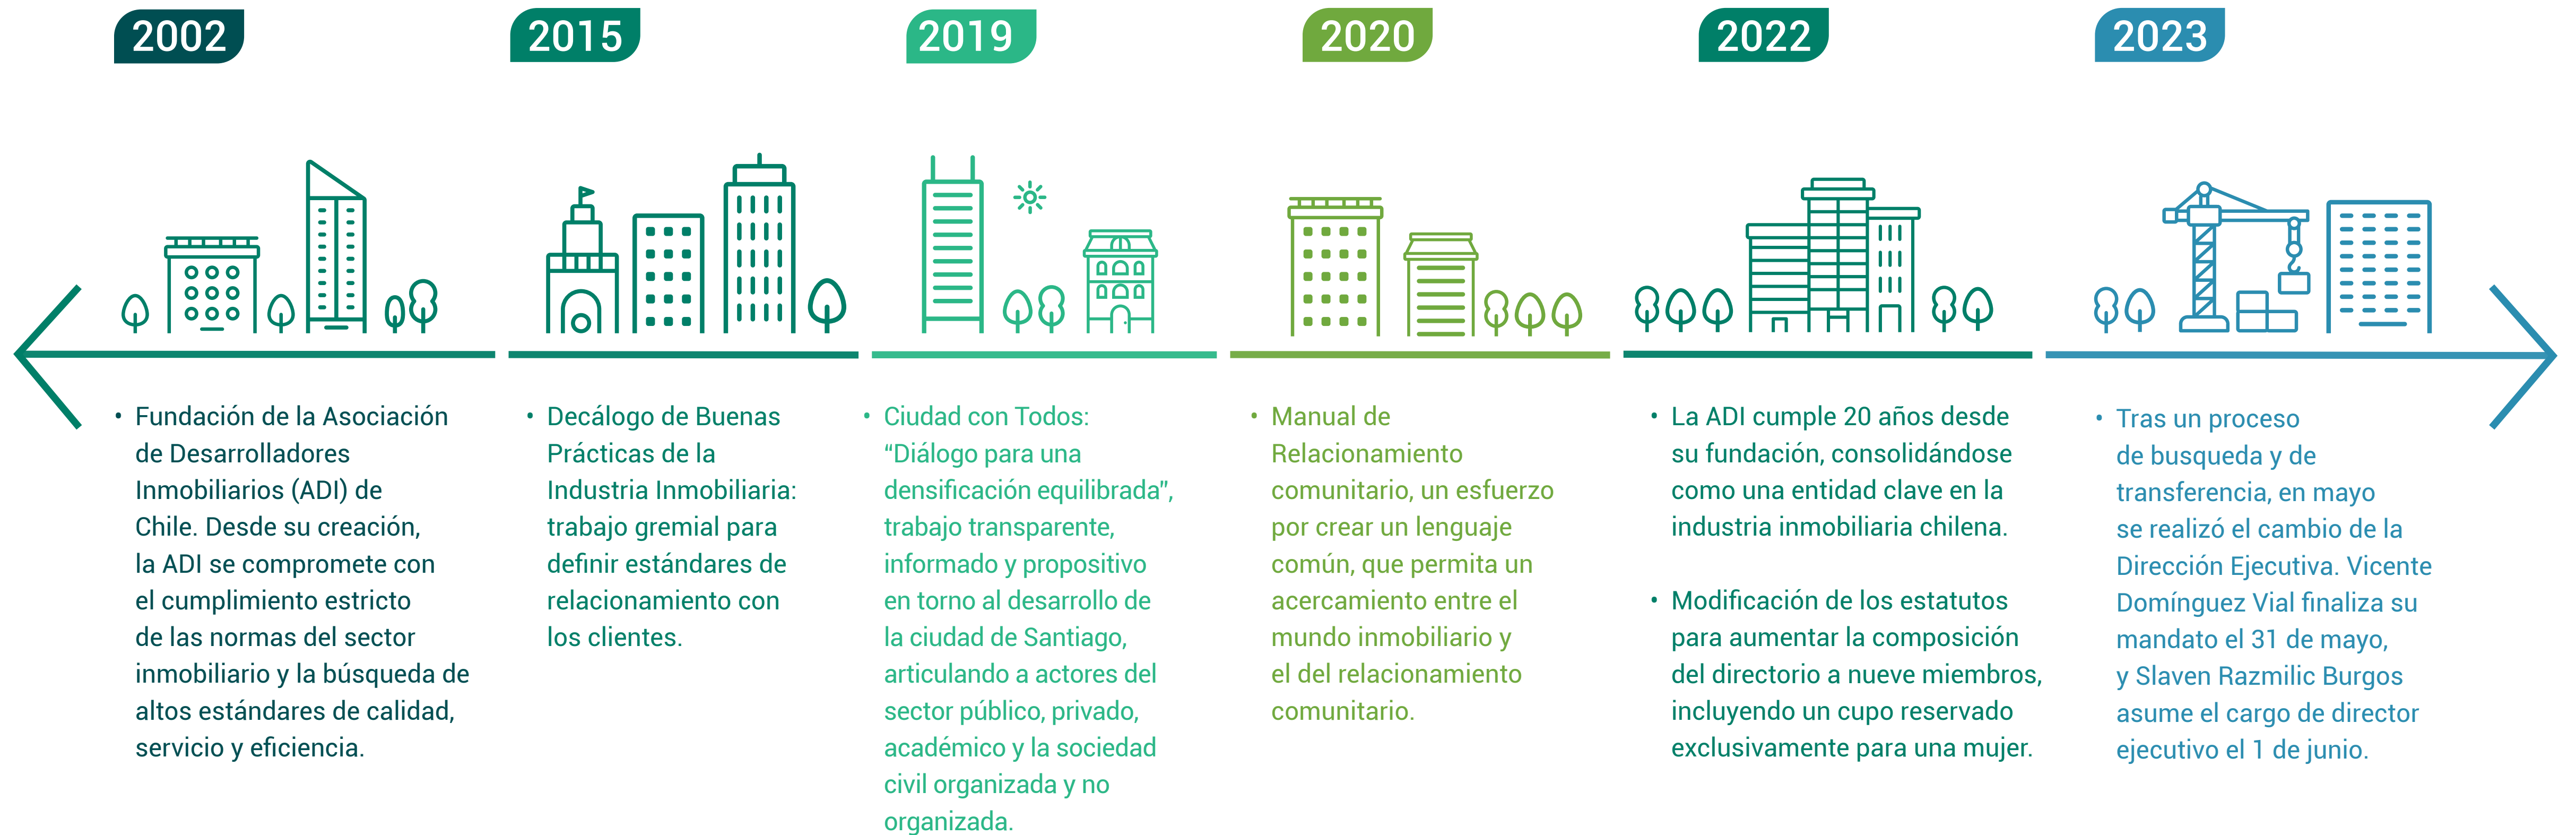 2002
• Fundación de la Asociación
de Desarrolladores
Inmobiliarios (ADI) de
Chile. Desde su creación,
la ADI se compromete con
el cumplimiento estricto
de las normas del sector
inmobiliario y la búsqueda de
altos estándares de calidad,
servicio y eficiencia.
2015
• Decálogo de Buenas
Prácticas de la
Industria Inmobiliaria:
trabajo gremial para
definir estándares de
relacionamiento con
los clientes.
2019
• Ciudad con Todos:
“Diálogo para una
densificación equilibrada”,
trabajo transparente,
informado y propositivo
en torno al desarrollo de
la ciudad de Santiago,
articulando a actores del
sector público, privado,
académico y la sociedad
civil organizada y no
organizada.
2020
• Manual de
Relacionamiento
comunitario, un esfuerzo
por crear un lenguaje
común, que permita un
acercamiento entre el
mundo inmobiliario y
el del relacionamiento
comunitario.
2022
• La ADI cumple 20 años desde
su fundación, consolidándose
como una entidad clave en la
industria inmobiliaria chilena.
• Modificación de los estatutos
para aumentar la composición
del directorio a nueve miembros,
incluyendo un cupo reservado
exclusivamente para una mujer.
2023
• Tras un proceso
de busqueda y de
transferencia, en mayo
se realizó el cambio de la
Dirección Ejecutiva. Vicente
Domínguez Vial finaliza su
mandato el 31 de mayo,
y Slaven Razmilic Burgos
asume el cargo de director
ejecutivo el 1 de junio.